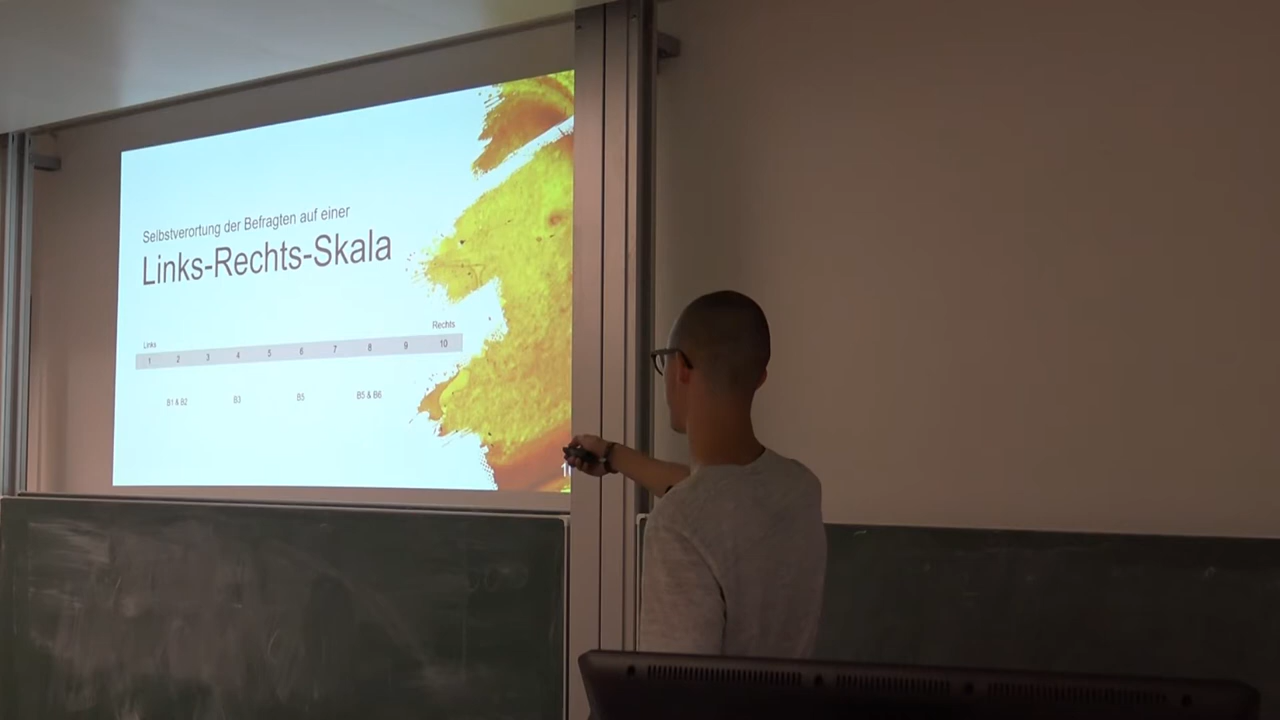 Selbstverortung der Befragten auf einer
Links-Rechts-Skala
Links Rechts
1 2 3 4 5 6 7 8 9 10
B1 & B2 B3 B5 B5 & B6